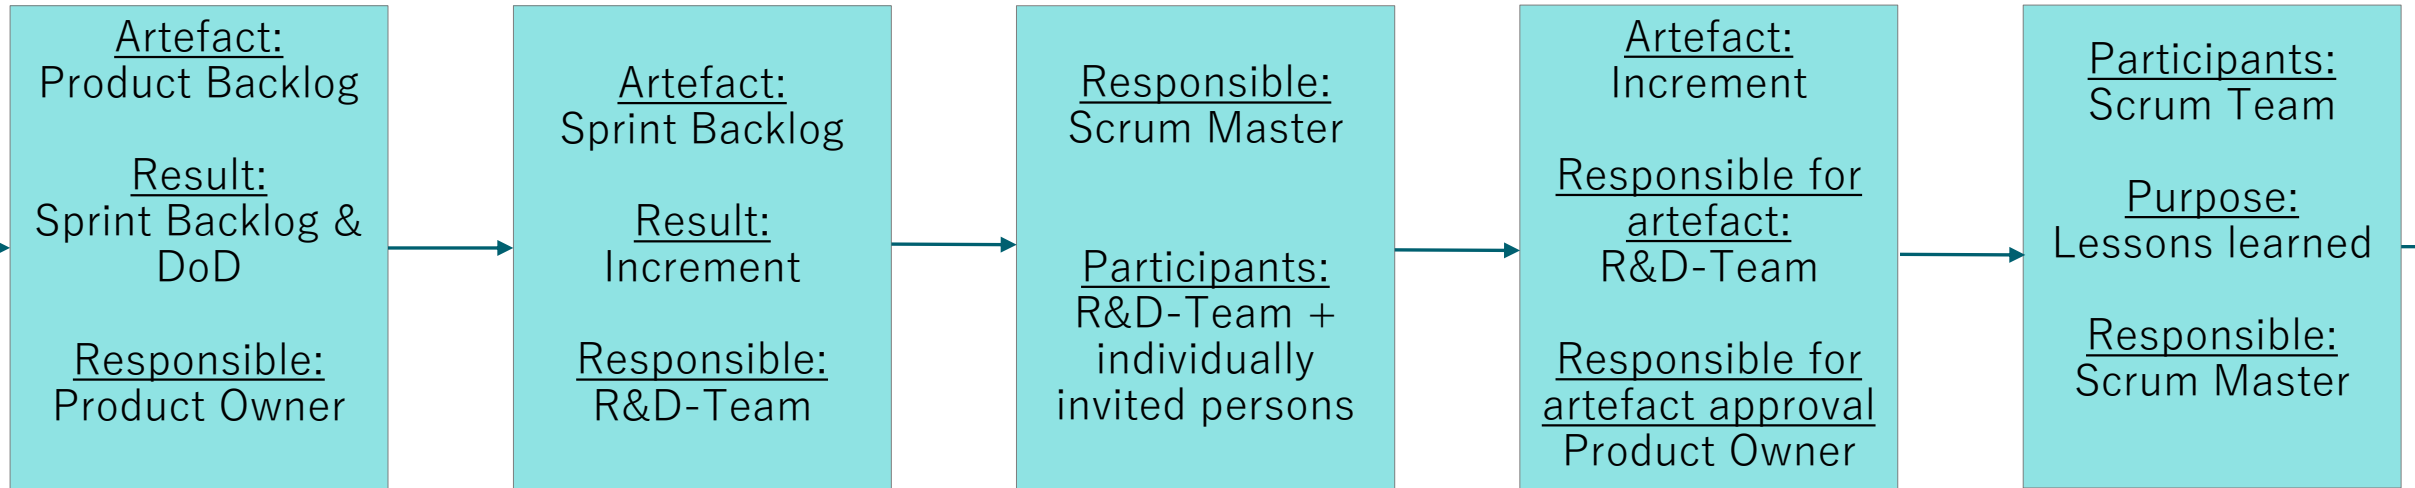 Artefact:
Product Backlog
Result:
Sprint Backlog &
DoD
Responsible:
Product Owner
Artefact:
Sprint Backlog
Result:
Increment
Responsible:
R&D-Team
Responsible:
Scrum Master
Participants:
R&D-Team +
individually
invited persons
Artefact:
Increment
Responsible for
artefact:
R&D-Team
Responsible for
artefact approval
Product Owner
Participants:
Scrum Team
Purpose:
Lessons learned
Responsible:
Scrum Master